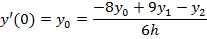 y'(0) = y₀ = (-8y₀ + 9y₁ - y₂) / 6h